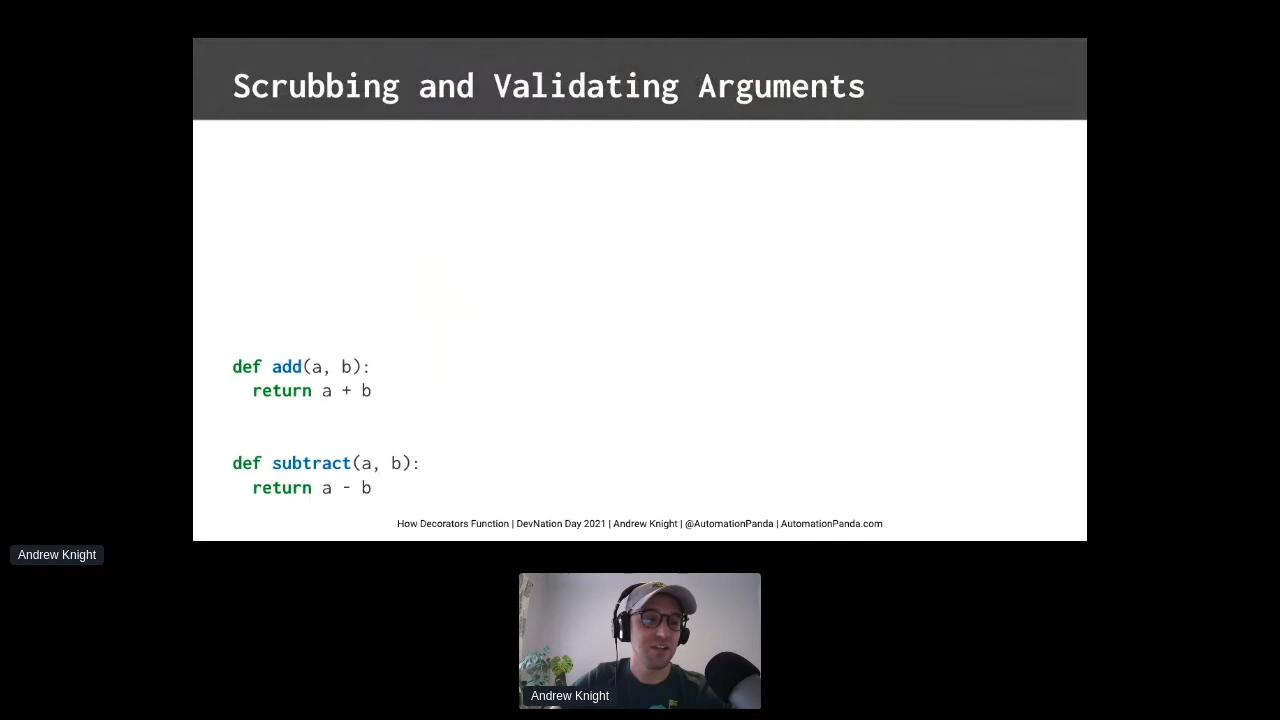 Scrubbing and Validating Arguments
def add(a, b):
  return a + b
def subtract(a, b):
  return a - b
How Decorators Function | DevNation Day 2021 | Andrew Knight | @AutomationPanda | AutomationPanda.com
Andrew Knight
Andrew Knight